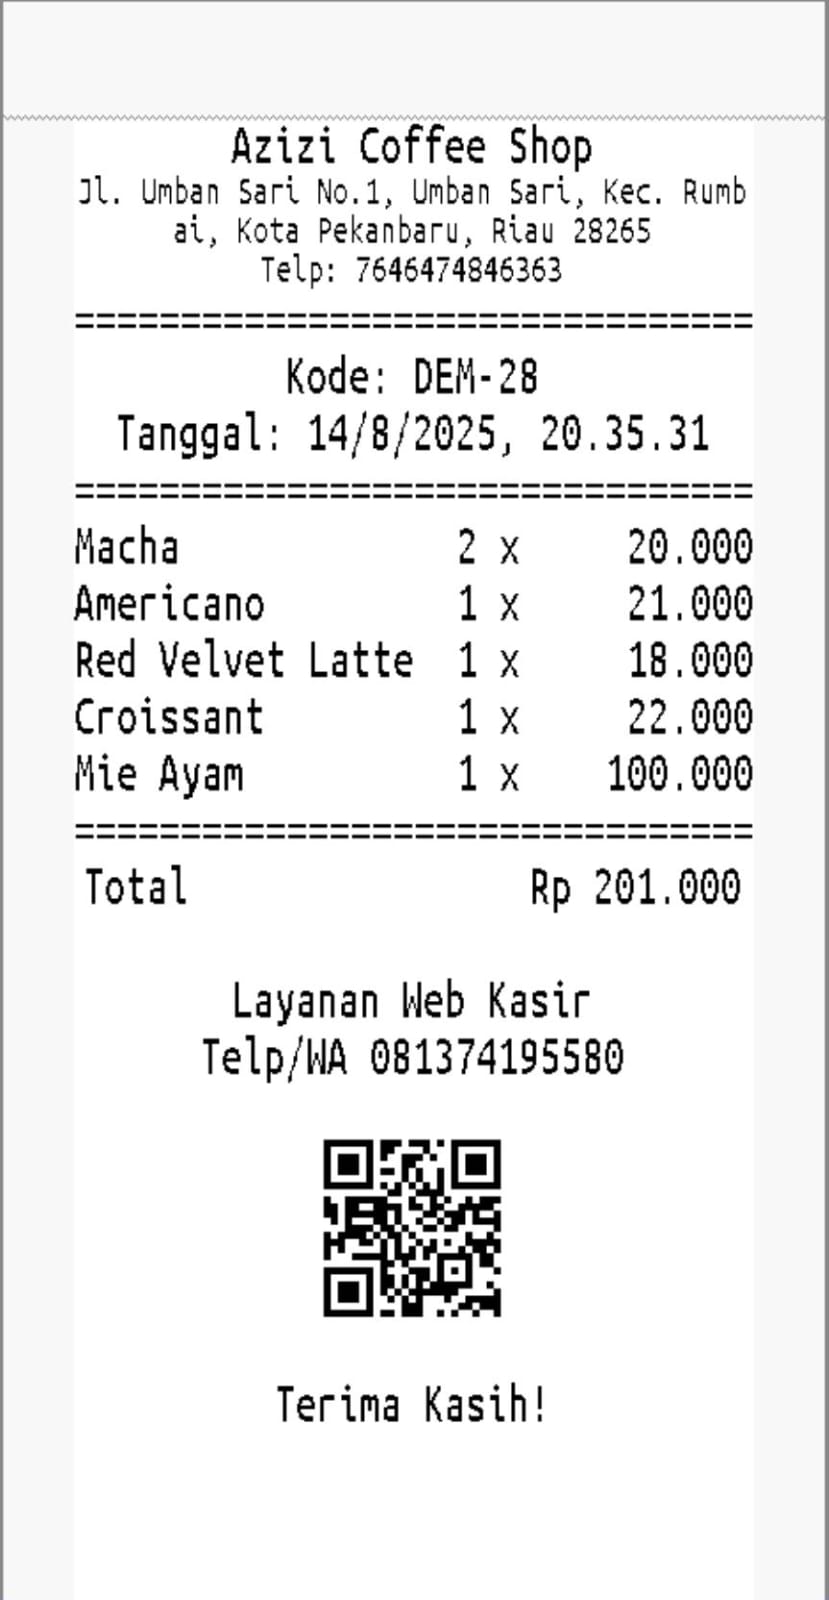 Azizi Coffee Shop
Jl. Umban Sari No.1, Umban Sari, Kec. Rumb
ai, Kota Pekanbaru, Riau 28265
Telp: 7646474846363
================================
Kode: DEM-28
Tanggal: 14/8/2025, 20.35.31
================================
Macha 2 x 20.000
Americano 1 x 21.000
Red Velvet Latte 1 x 18.000
Croissant 1 x 22.000
Mie Ayam 1 x 100.000
================================
Total Rp 201.000
Layanan Web Kasir
Telp/WA 081374195580
Terima Kasih!